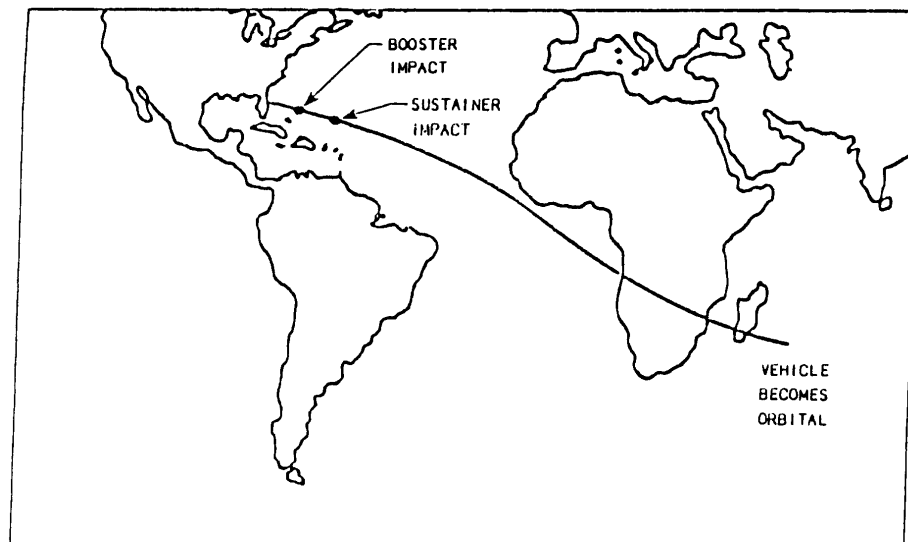 BOOSTER
IMPACT
SUSTAINER
IMPACT
VEHICLE
BECOMES
ORBITAL